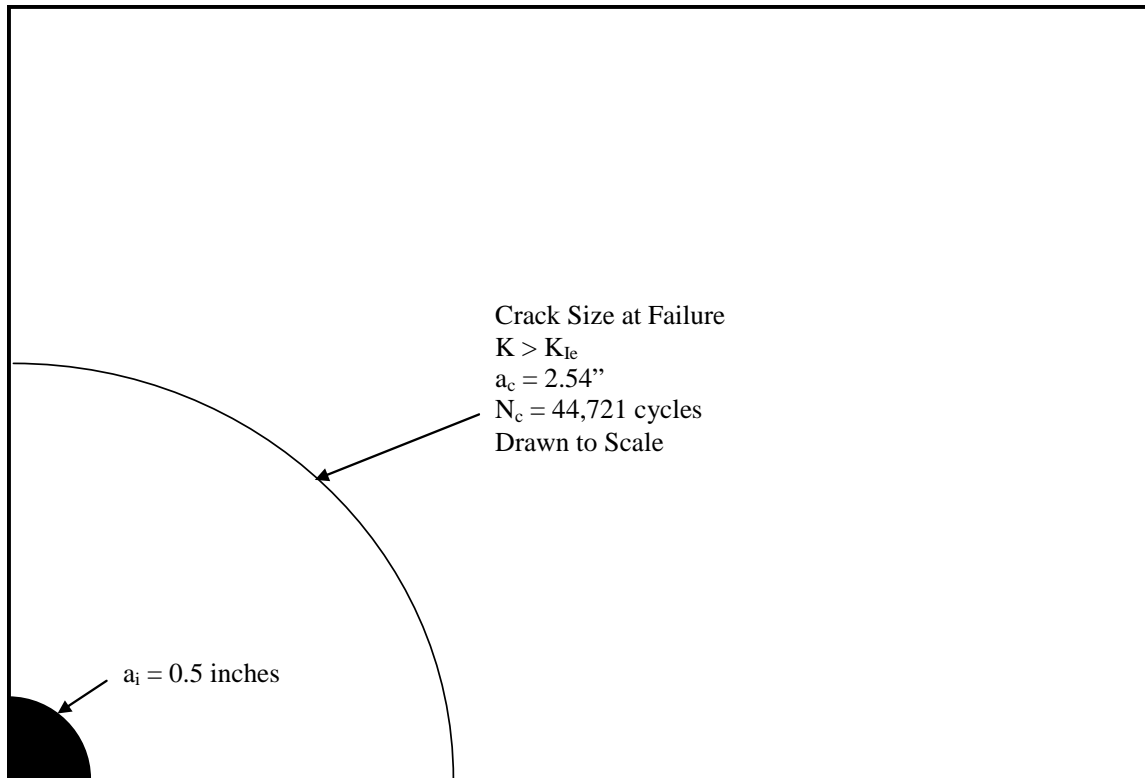 Crack Size at Failure
K > K_Ie
a_c = 2.54”
N_c = 44,721 cycles
Drawn to Scale
a_i = 0.5 inches